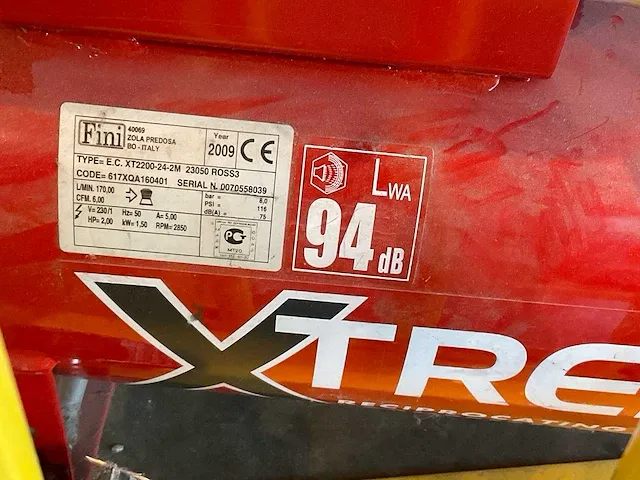 Fini
40069
ZOLA PREDOSA
BO - ITALY
Year
2009
CE
TYPE= E.C. XT2200-24-2M 23050 ROSS3
CODE= 617XQA160401 SERIAL N. 0070558039
L/MIN. 170,00
CFM. 6,00
bar = 8,0
PSI = 116
dB(A) = 75
V= 230/1 Hz= 50 A= 5,00
HP= 2,00 kW= 1,50 RPM= 2850
LWA
94 dB
XTRE
RECIPROCATING